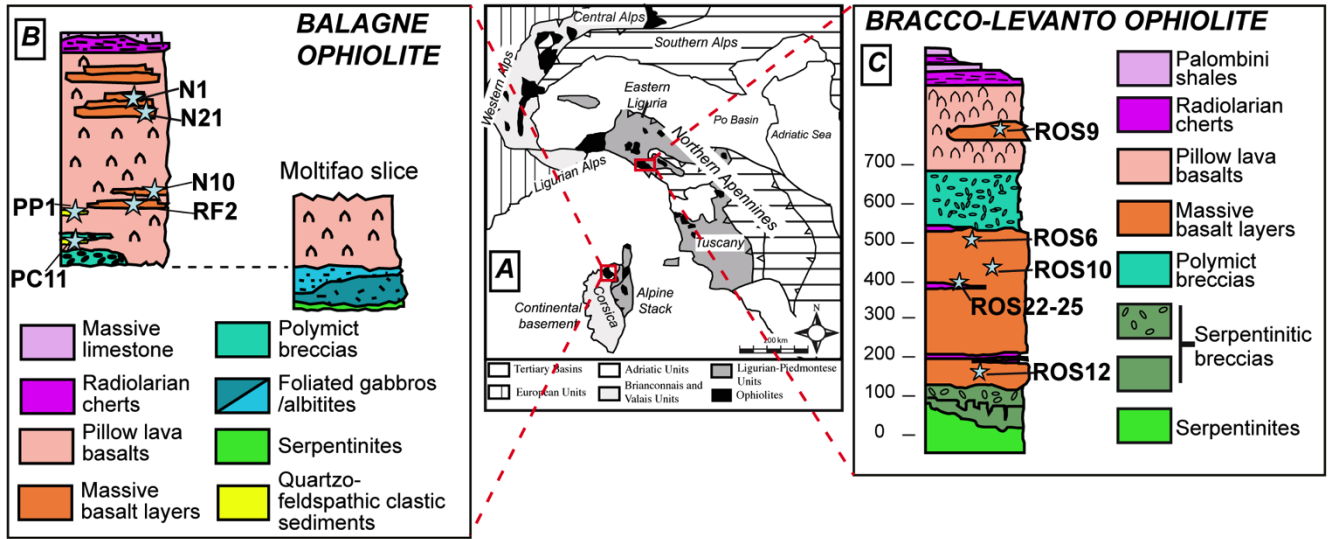 B
BALAGNE
OPHIOLITE
N1
N21
N10
RF2
PP1
PC11
Moltifao slice
Massive
limestone
Radiolarian
cherts
Pillow lava
basalts
Massive
basalt layers
Polymict
breccias
Foliated gabbros
/albitites
Serpentinites
Quartzo-
feldspathic clastic
sediments
Central Alps
Southern Alps
Western Alps
Eastern
Liguria
Po Basin
Adriatic Sea
Ligurian Alps
Northern Apennines
Tuscany
A
Corsica
Continental
basement
Alpine
Stack
N
200 km
Tertiary Basins
European Units
Adriatic Units
Brianconnais and
Valais Units
Ligurian-Piedmontese
Units
Ophiolites
BRACCO-LEVANTO OPHIOLITE
C
700
600
500
400
300
200
100
0
ROS9
ROS6
ROS10
ROS22-25
ROS12
Palombini
shales
Radiolarian
cherts
Pillow lava
basalts
Massive
basalt layers
Polymict
breccias
Serpentinitic
breccias
Serpentinites